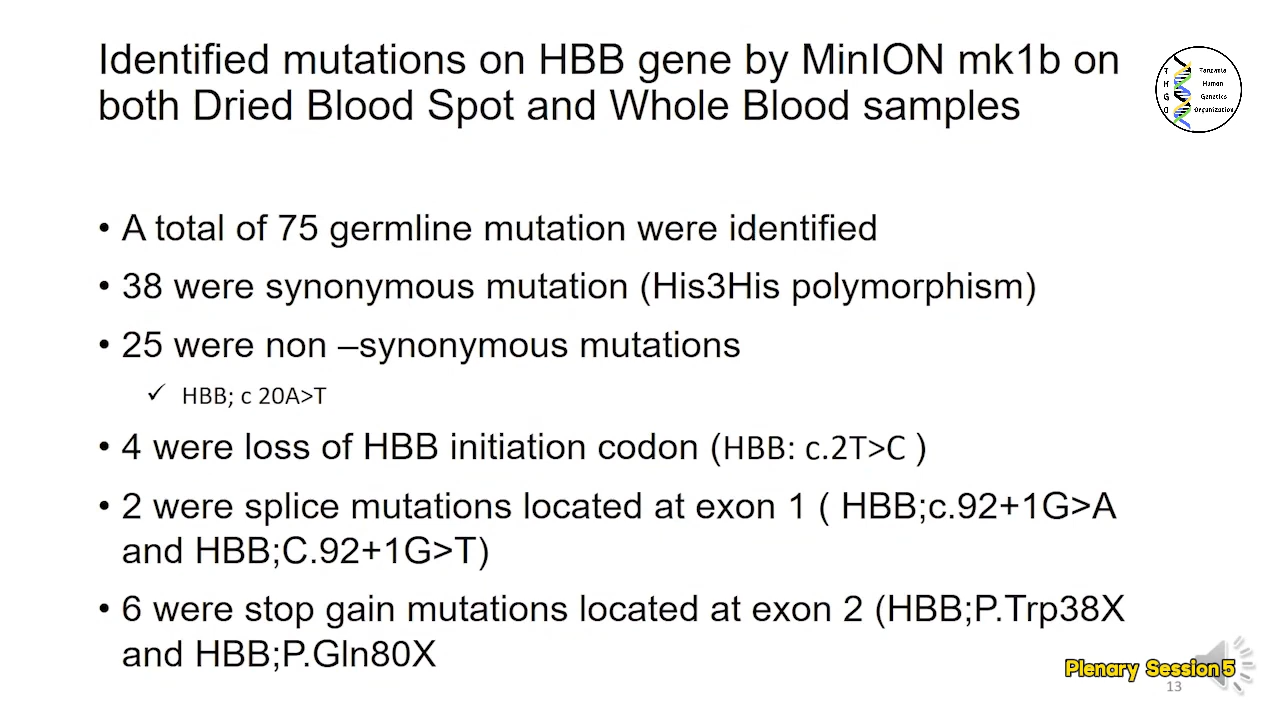 Identified mutations on HBB gene by MinION mk1b on
both Dried Blood Spot and Whole Blood samples
T Tanzania
H Human
G Genetics
O Organization
• A total of 75 germline mutation were identified
• 38 were synonymous mutation (His3His polymorphism)
• 25 were non –synonymous mutations
✓ HBB; c 20A>T
• 4 were loss of HBB initiation codon (HBB: c.2T>C )
• 2 were splice mutations located at exon 1 ( HBB;c.92+1G>A
and HBB;C.92+1G>T)
• 6 were stop gain mutations located at exon 2 (HBB;P.Trp38X
and HBB;P.Gln80X
Plenary Session 5
13